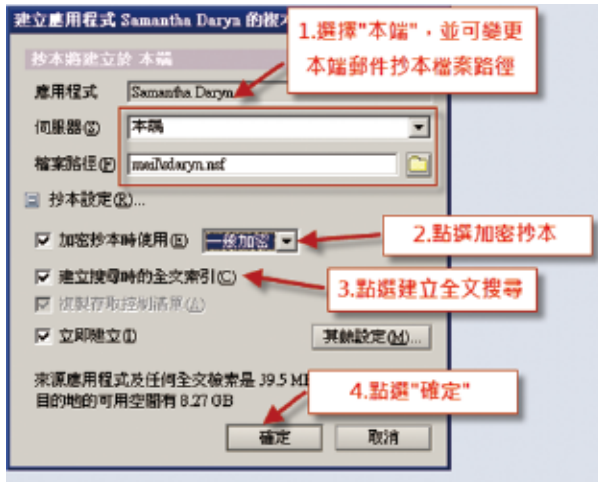 建立應用程式 Samantha Daryn 的複本
1.選擇"本端"，並可變更
本端郵件抄本檔案路徑
抄本將建立於 本端
應用程式 Samantha Daryn
伺服器(S) 本端
檔案路徑(F) mail\daryn.nsf
抄本設定(R)...
加密抄本時使用(E) 一般加密
2.點選加密抄本
建立搜尋時的全文索引(C)
3.點選建立全文搜尋
複製存取控制清單(A)
立即建立(I) 其餘設定(M)...
來源應用程式及任何全文檢索是 39.5 MB
目的地的可用空間有 8.27 GB
4.點選"確定"
確定 取消